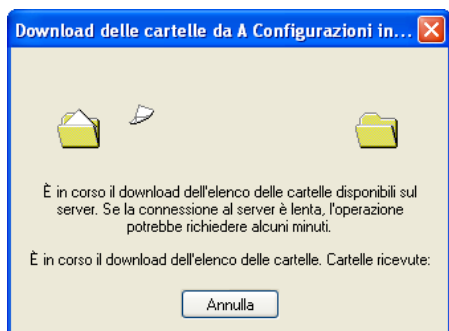 Download delle cartelle da A Configurazioni in...
È in corso il download dell'elenco delle cartelle disponibili sul
server. Se la connessione al server è lenta, l'operazione
potrebbe richiedere alcuni minuti.
È in corso il download dell'elenco delle cartelle. Cartelle ricevute:
Annulla